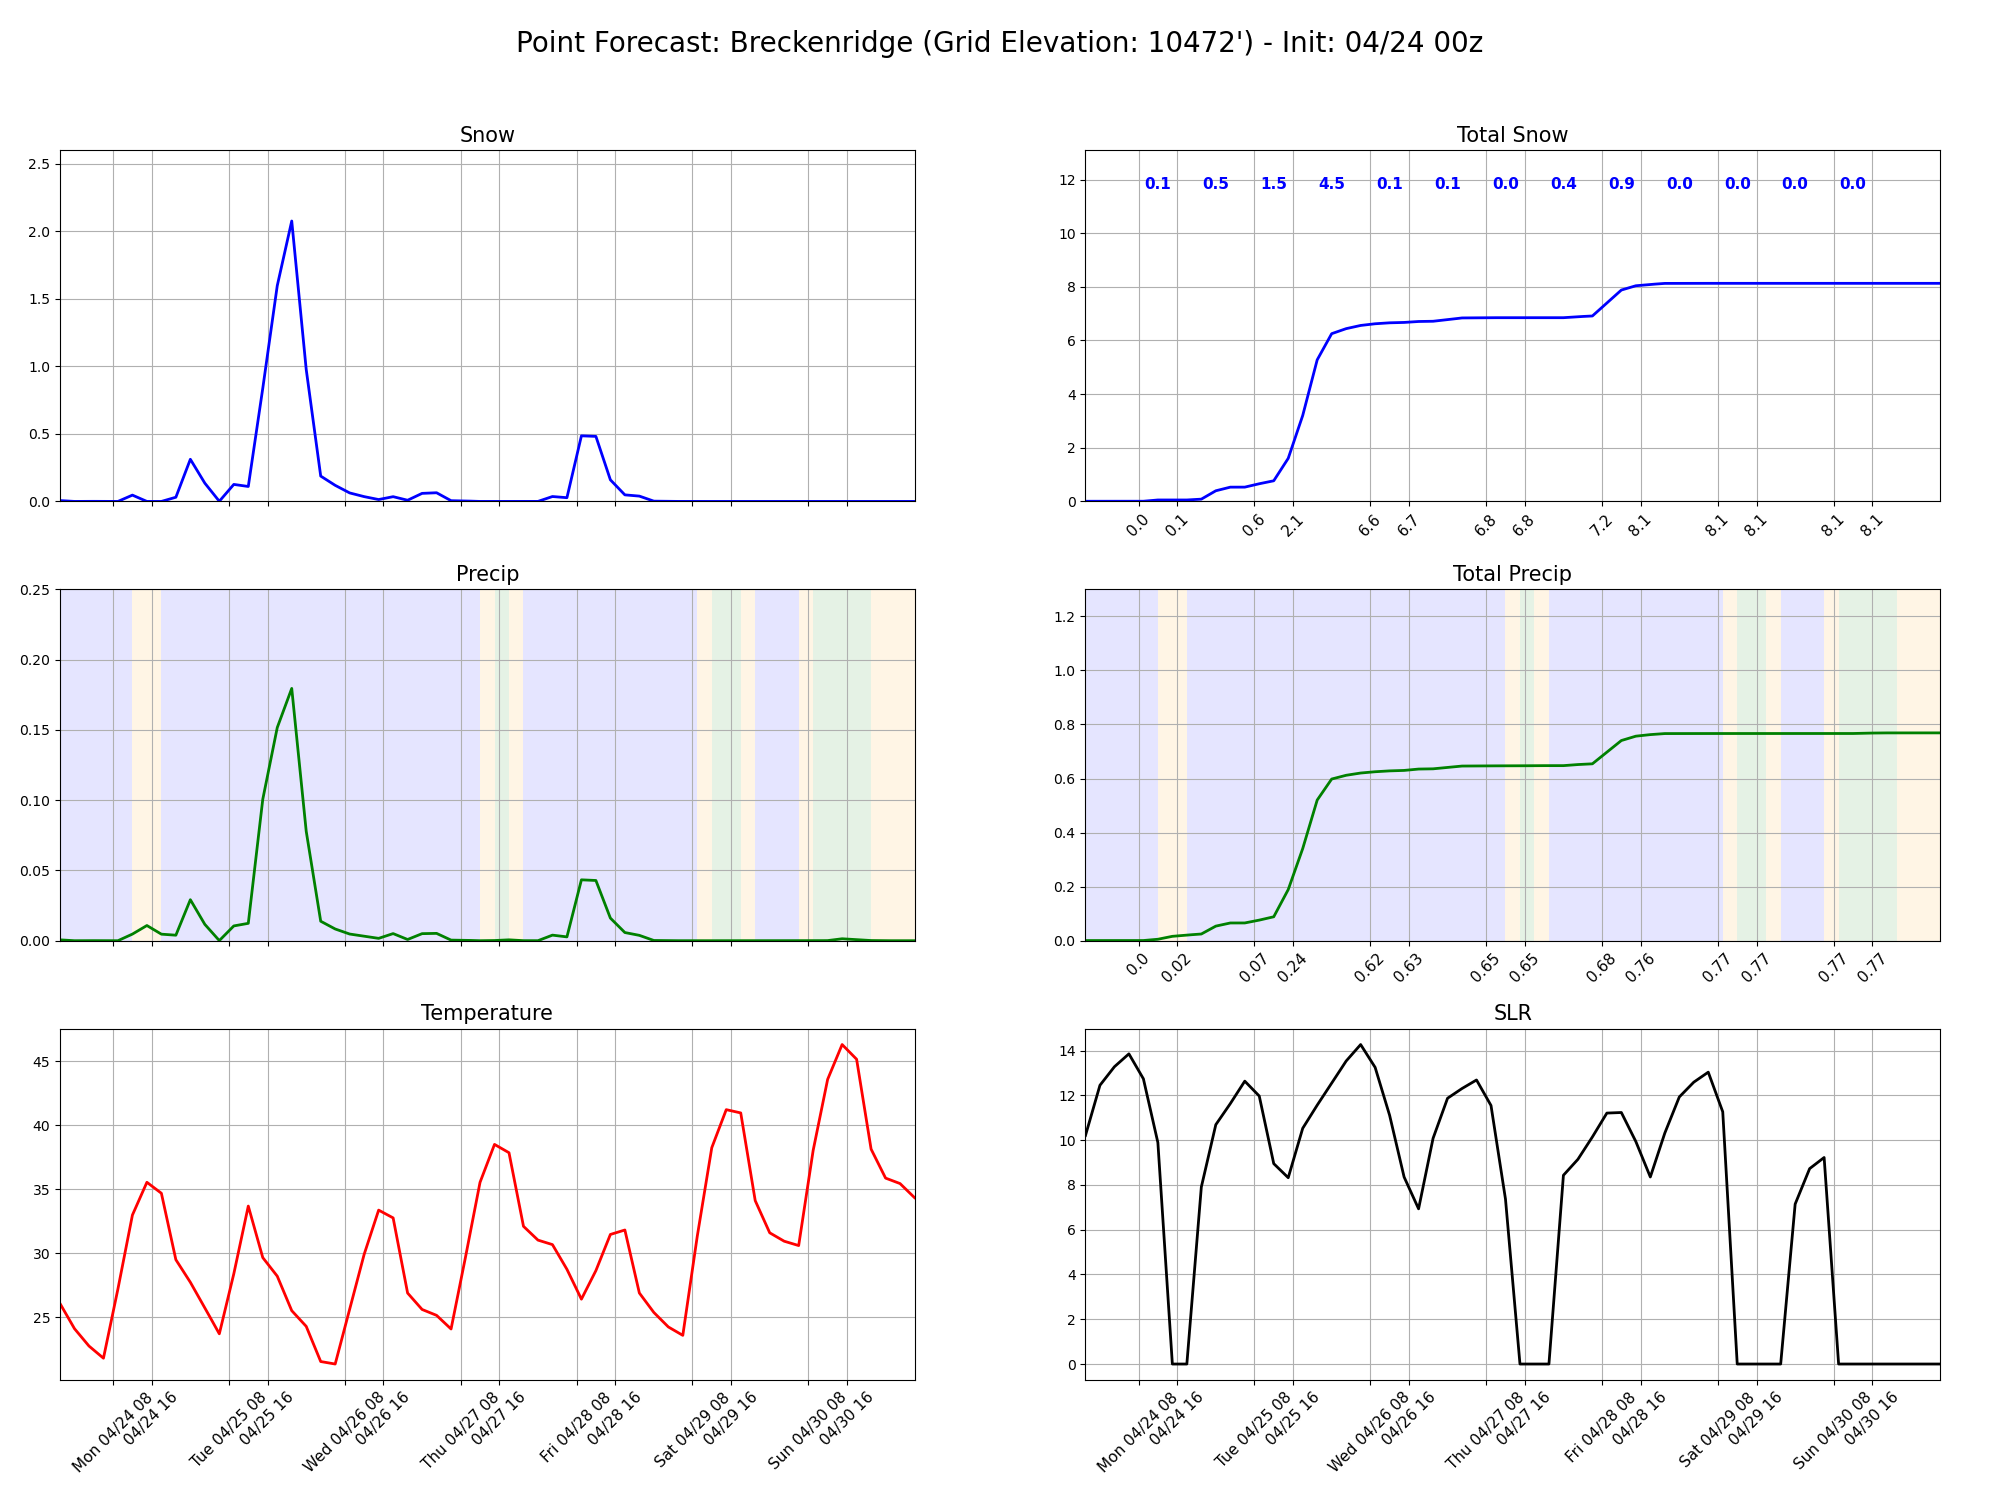 Point Forecast: Breckenridge (Grid Elevation: 10472') - Init: 04/24 00z
Snow
2.5
2.0
1.5
1.0
0.5
0.0
Total Snow
0.1 0.5 1.5 4.5 0.1 0.1 0.0 0.4 0.9 0.0 0.0 0.0 0.0
12
10
8
6
4
2
0
0.0 0.1 0.6 2.1 6.6 6.7 6.8 6.8 7.2 8.1 8.1 8.1 8.1 8.1
Precip
0.25
0.20
0.15
0.10
0.05
0.00
Total Precip
1.2
1.0
0.8
0.6
0.4
0.2
0.0
0.0 0.02 0.07 0.24 0.62 0.63 0.65 0.65 0.68 0.76 0.77 0.77 0.77 0.77
Temperature
45
40
35
30
25
Mon 04/24 08
04/24 16
Tue 04/25 08
04/25 16
Wed 04/26 08
04/26 16
Thu 04/27 08
04/27 16
Fri 04/28 08
04/28 16
Sat 04/29 08
04/29 16
Sun 04/30 08
04/30 16
SLR
14
12
10
8
6
4
2
0
Mon 04/24 08
04/24 16
Tue 04/25 08
04/25 16
Wed 04/26 08
04/26 16
Thu 04/27 08
04/27 16
Fri 04/28 08
04/28 16
Sat 04/29 08
04/29 16
Sun 04/30 08
04/30 16